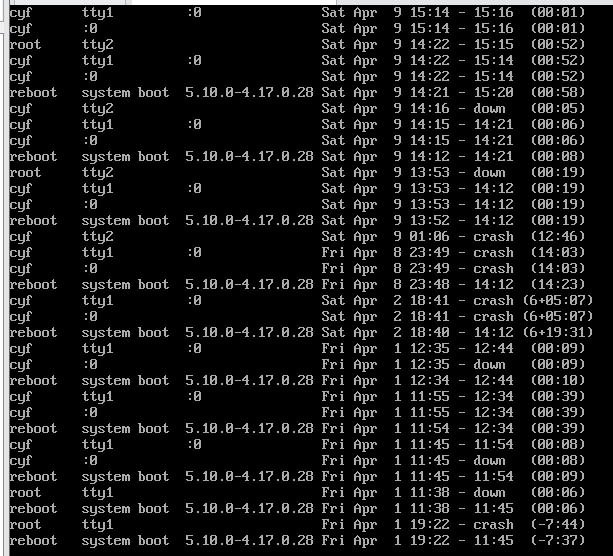 cyf      tty1         :0               Sat Apr  9 15:14 - 15:16  (00:01)
cyf      :0                            Sat Apr  9 15:14 - 15:16  (00:01)
root     tty2                          Sat Apr  9 14:22 - 15:15  (00:52)
cyf      tty1         :0               Sat Apr  9 14:22 - 15:14  (00:52)
cyf      :0                            Sat Apr  9 14:22 - 15:14  (00:52)
reboot   system boot  5.10.0-4.17.0.28 Sat Apr  9 14:21 - 15:20  (00:58)
cyf      tty2                          Sat Apr  9 14:16 - down   (00:05)
cyf      tty1         :0               Sat Apr  9 14:15 - 14:21  (00:06)
cyf      :0                            Sat Apr  9 14:15 - 14:21  (00:06)
reboot   system boot  5.10.0-4.17.0.28 Sat Apr  9 14:12 - 14:21  (00:08)
root     tty2                          Sat Apr  9 13:53 - down   (00:19)
cyf      tty1         :0               Sat Apr  9 13:53 - 14:12  (00:19)
cyf      :0                            Sat Apr  9 13:53 - 14:12  (00:19)
reboot   system boot  5.10.0-4.17.0.28 Sat Apr  9 13:52 - 14:12  (00:19)
cyf      tty2                          Sat Apr  9 01:06 - crash  (12:46)
cyf      tty1         :0               Fri Apr  8 23:49 - crash  (14:03)
cyf      :0                            Fri Apr  8 23:49 - crash  (14:03)
reboot   system boot  5.10.0-4.17.0.28 Fri Apr  8 23:48 - 14:12  (14:23)
cyf      tty1         :0               Sat Apr  2 18:41 - crash (6+05:07)
cyf      :0                            Sat Apr  2 18:41 - crash (6+05:07)
reboot   system boot  5.10.0-4.17.0.28 Sat Apr  2 18:40 - 14:12 (6+19:31)
cyf      tty1         :0               Fri Apr  1 12:35 - 12:44  (00:09)
cyf      :0                            Fri Apr  1 12:35 - down   (00:09)
reboot   system boot  5.10.0-4.17.0.28 Fri Apr  1 12:34 - 12:44  (00:10)
cyf      tty1         :0               Fri Apr  1 11:55 - 12:34  (00:39)
cyf      :0                            Fri Apr  1 11:55 - 12:34  (00:39)
reboot   system boot  5.10.0-4.17.0.28 Fri Apr  1 11:54 - 12:34  (00:39)
cyf      tty1         :0               Fri Apr  1 11:45 - 11:54  (00:08)
cyf      :0                            Fri Apr  1 11:45 - down   (00:08)
reboot   system boot  5.10.0-4.17.0.28 Fri Apr  1 11:45 - 11:54  (00:09)
root     tty1                          Fri Apr  1 11:38 - down   (00:06)
reboot   system boot  5.10.0-4.17.0.28 Fri Apr  1 11:38 - 11:45  (00:06)
root     tty1                          Fri Apr  1 19:22 - crash  (-7:44)
reboot   system boot  5.10.0-4.17.0.28 Fri Apr  1 19:22 - 11:45  (-7:37)